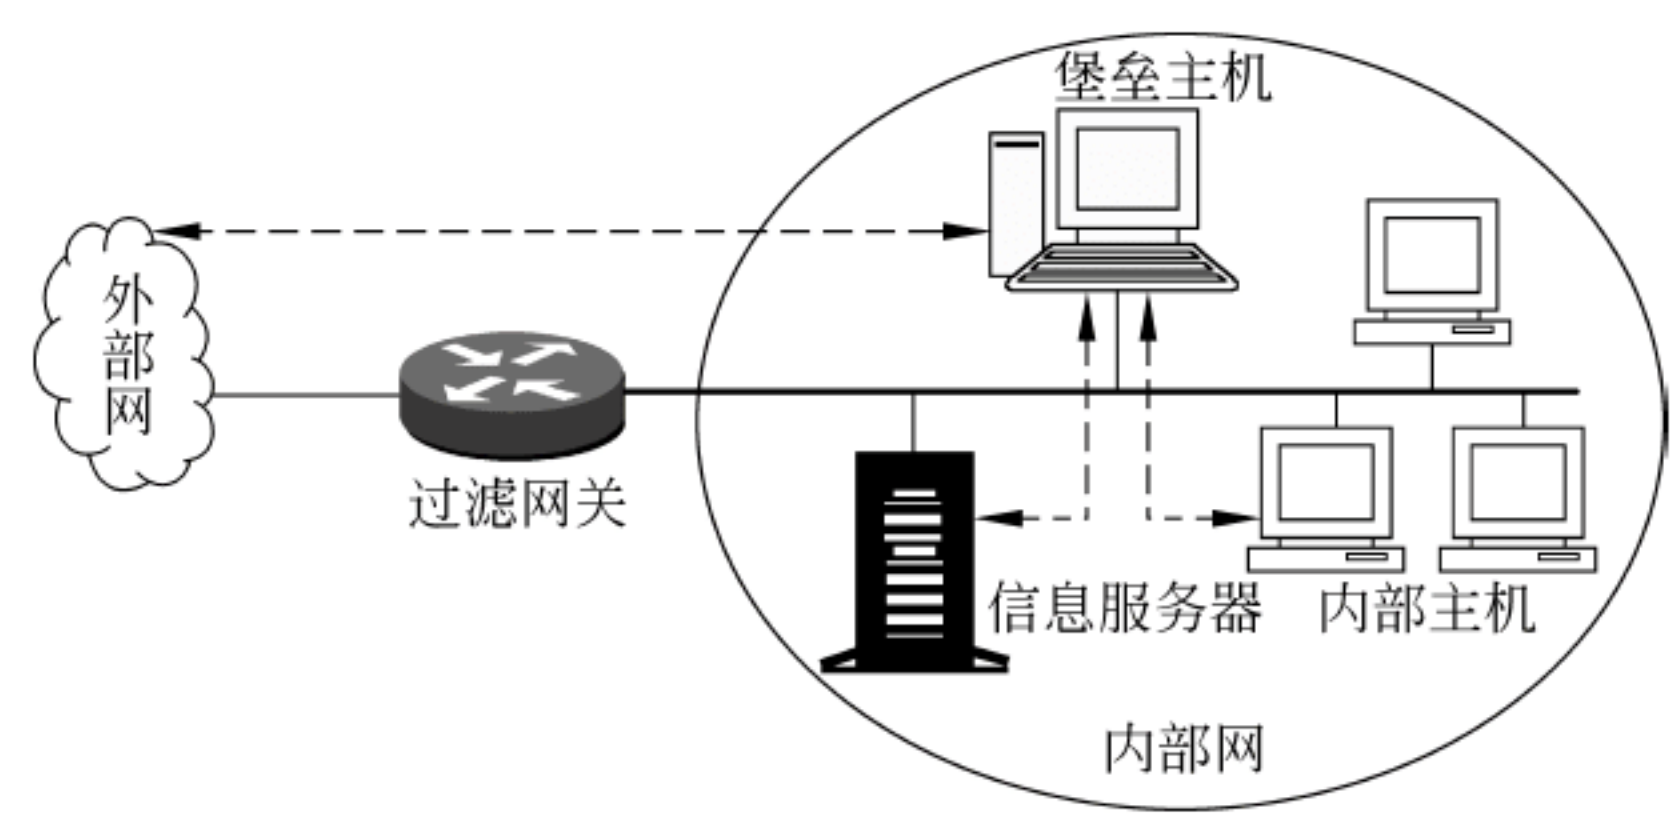 堡垒主机
外部网
过滤网关
信息服务器
内部主机
内部网